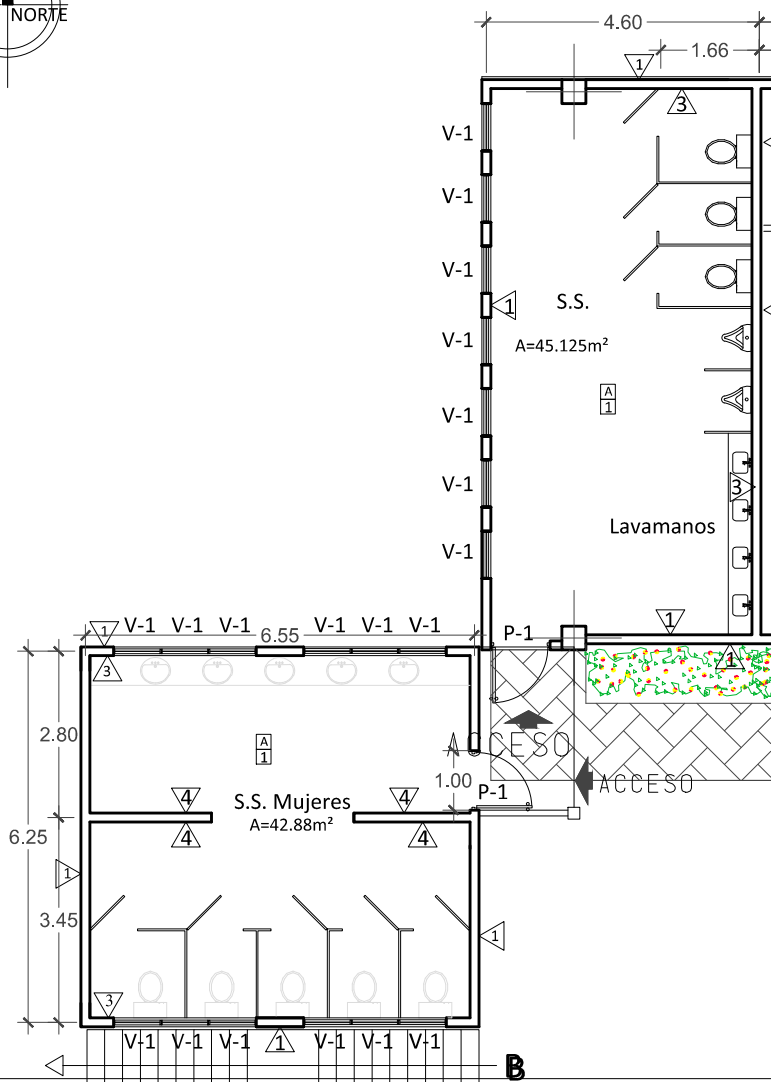 NORTE
4.60
1.66
1
3
V-1
V-1
V-1
1
S.S.
V-1
A=45.125m²
A
1
V-1
V-1
3
Lavamanos
V-1
1
1
V-1 V-1 V-1 V-1 V-1 V-1
6.55
P-1
1
3
2.80
A
1
ACCESO
1.00
P-1
ACCESO
4
S.S. Mujeres
4
A=42.88m²
4
4
6.25
1
3.45
1
3
V-1 V-1 V-1 1 V-1 V-1 V-1
B